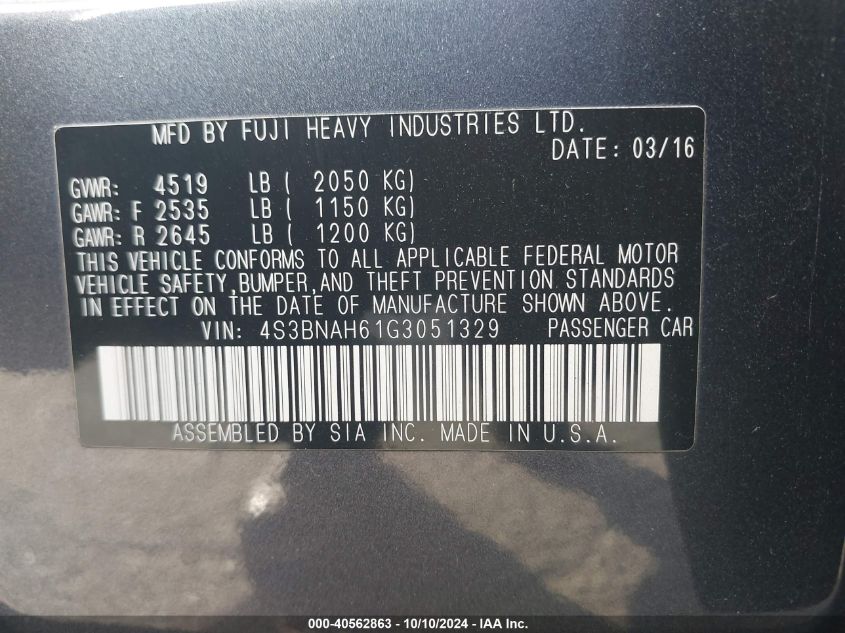 MFD BY FUJI HEAVY INDUSTRIES LTD.
DATE: 03/16
GVWR: 4519 LB ( 2050 KG)
GAWR: F 2535 LB ( 1150 KG)
GAWR: R 2645 LB ( 1200 KG)
THIS VEHICLE CONFORMS TO ALL APPLICABLE FEDERAL MOTOR
VEHICLE SAFETY,BUMPER,AND THEFT PREVENTION STANDARDS
IN EFFECT ON THE DATE OF MANUFACTURE SHOWN ABOVE.
VIN: 4S3BNAH61G3051329 PASSENGER CAR
ASSEMBLED BY SIA INC. MADE IN U.S.A.
000-40562863 - 10/10/2024 - IAA Inc.